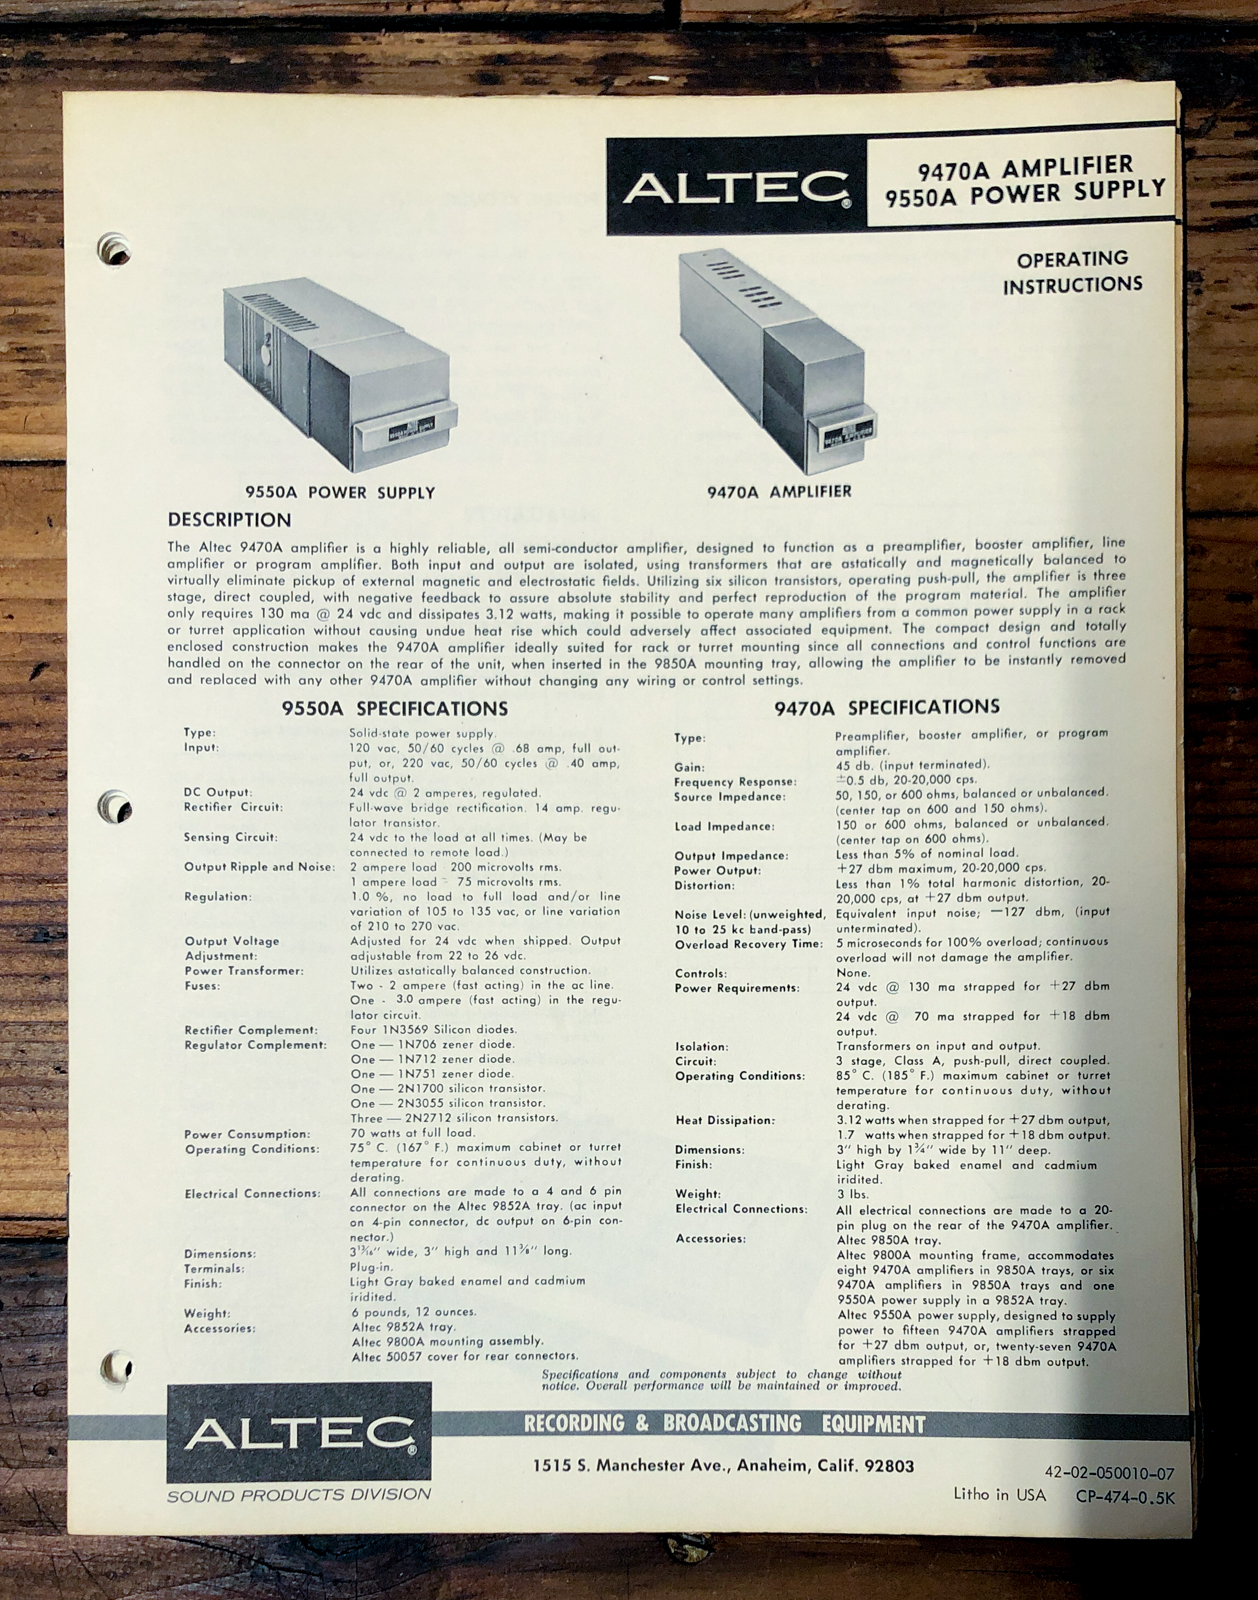 ALTEC®
9470A AMPLIFIER
9550A POWER SUPPLY
OPERATING
INSTRUCTIONS
9550A POWER SUPPLY
9470A AMPLIFIER
9550A POWER SUPPLY
9470A AMPLIFIER
DESCRIPTION
The Altec 9470A amplifier is a highly reliable, all semi-conductor amplifier, designed to function as a preamplifier, booster amplifier, line
amplifier or program amplifier. Both input and output are isolated, using transformers that are astatically and magnetically balanced to
virtually eliminate pickup of external magnetic and electrostatic fields. Utilizing six silicon transistors, operating push-pull, the amplifier is three
stage, direct coupled, with negative feedback to assure absolute stability and perfect reproduction of the program material. The amplifier
only requires 130 ma @ 24 vdc and dissipates 3.12 watts, making it possible to operate many amplifiers from a common power supply in a rack
or turret application without causing undue heat rise which could adversely affect associated equipment. The compact design and totally
enclosed construction makes the 9470A amplifier ideally suited for rack or turret mounting since all connections and control functions are
handled on the connector on the rear of the unit, when inserted in the 9850A mounting tray, allowing the amplifier to be instantly removed
and replaced with any other 9470A amplifier without changing any wiring or control settings.
9550A SPECIFICATIONS
Type: Solid-state power supply.
Input: 120 vac, 50/60 cycles @ .68 amp, full out-
put, or, 220 vac, 50/60 cycles @ .40 amp,
full output.
DC Output: 24 vdc @ 2 amperes, regulated.
Rectifier Circuit: Full-wave bridge rectification. 14 amp. regu-
lator transistor.
Sensing Circuit: 24 vdc to the load at all times. (May be
connected to remote load.)
Output Ripple and Noise: 2 ampere load - 200 microvolts rms.
1 ampere load - 75 microvolts rms.
Regulation: 1.0 %, no load to full load and/or line
variation of 105 to 135 vac, or line variation
of 210 to 270 vac.
Output Voltage Adjusted for 24 vdc when shipped. Output
Adjustment: adjustable from 22 to 26 vdc.
Power Transformer: Utilizes astatically balanced construction.
Fuses: Two - 2 ampere (fast acting) in the ac line.
One - 3.0 ampere (fast acting) in the regu-
lator circuit.
Rectifier Complement: Four 1N3569 Silicon diodes.
Regulator Complement: One — 1N706 zener diode.
One — 1N712 zener diode.
One — 1N751 zener diode.
One — 2N1700 silicon transistor.
One — 2N3055 silicon transistor.
Three — 2N2712 silicon transistors.
Power Consumption: 70 watts at full load.
Operating Conditions: 75° C. (167° F.) maximum cabinet or turret
temperature for continuous duty, without
derating.
Electrical Connections: All connections are made to a 4 and 6 pin
connector on the Altec 9852A tray. (ac input
on 4-pin connector, dc output on 6-pin con-
nector.)
Dimensions: 3¹³⁄₁₆" wide, 3" high and 11⅜" long.
Terminals: Plug-in.
Finish: Light Gray baked enamel and cadmium
iridited.
Weight: 6 pounds, 12 ounces.
Accessories: Altec 9852A tray.
Altec 9800A mounting assembly.
Altec 50057 cover for rear connectors.
9470A SPECIFICATIONS
Type: Preamplifier, booster amplifier, or program
amplifier.
Gain: 45 db. (input terminated).
Frequency Response: ±0.5 db, 20-20,000 cps.
Source Impedance: 50, 150, or 600 ohms, balanced or unbalanced.
(center tap on 600 and 150 ohms).
Load Impedance: 150 or 600 ohms, balanced or unbalanced.
(center tap on 600 ohms).
Output Impedance: Less than 5% of nominal load.
Power Output: +27 dbm maximum, 20-20,000 cps.
Distortion: Less than 1% total harmonic distortion, 20-
20,000 cps, at +27 dbm output.
Noise Level: (unweighted, Equivalent input noise; —127 dbm, (input
10 to 25 kc band-pass) unterminated).
Overload Recovery Time: 5 microseconds for 100% overload; continuous
overload will not damage the amplifier.
Controls: None.
Power Requirements: 24 vdc @ 130 ma strapped for +27 dbm
output.
24 vdc @ 70 ma strapped for +18 dbm
output.
Isolation: Transformers on input and output.
Circuit: 3 stage, Class A, push-pull, direct coupled.
Operating Conditions: 85° C. (185° F.) maximum cabinet or turret
temperature for continuous duty, without
derating.
Heat Dissipation: 3.12 watts when strapped for +27 dbm output,
1.7 watts when strapped for +18 dbm output.
Dimensions: 3" high by 1¾" wide by 11" deep.
Finish: Light Gray baked enamel and cadmium
iridited.
Weight: 3 lbs.
Electrical Connections: All electrical connections are made to a 20-
pin plug on the rear of the 9470A amplifier.
Accessories: Altec 9850A tray.
Altec 9800A mounting frame, accommodates
eight 9470A amplifiers in 9850A trays, or six
9470A amplifiers in 9850A trays and one
9550A power supply in a 9852A tray.
Altec 9550A power supply, designed to supply
power to fifteen 9470A amplifiers strapped
for +27 dbm output, or, twenty-seven 9470A
amplifiers strapped for +18 dbm output.
Specifications and components subject to change without
notice. Overall performance will be maintained or improved.
ALTEC®
SOUND PRODUCTS DIVISION
RECORDING & BROADCASTING EQUIPMENT
1515 S. Manchester Ave., Anaheim, Calif. 92803
42-02-050010-07
Litho in USA CP-474-0.5K